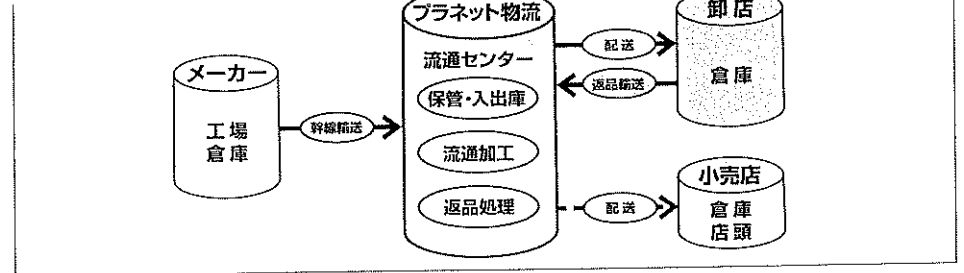 プラネット物流
流通センター
保管・入出庫
流通加工
返品処理
メーカー
工場
倉庫
幹線輸送
配送
返品輸送
卸店
倉庫
配送
小売店
倉庫
店頭